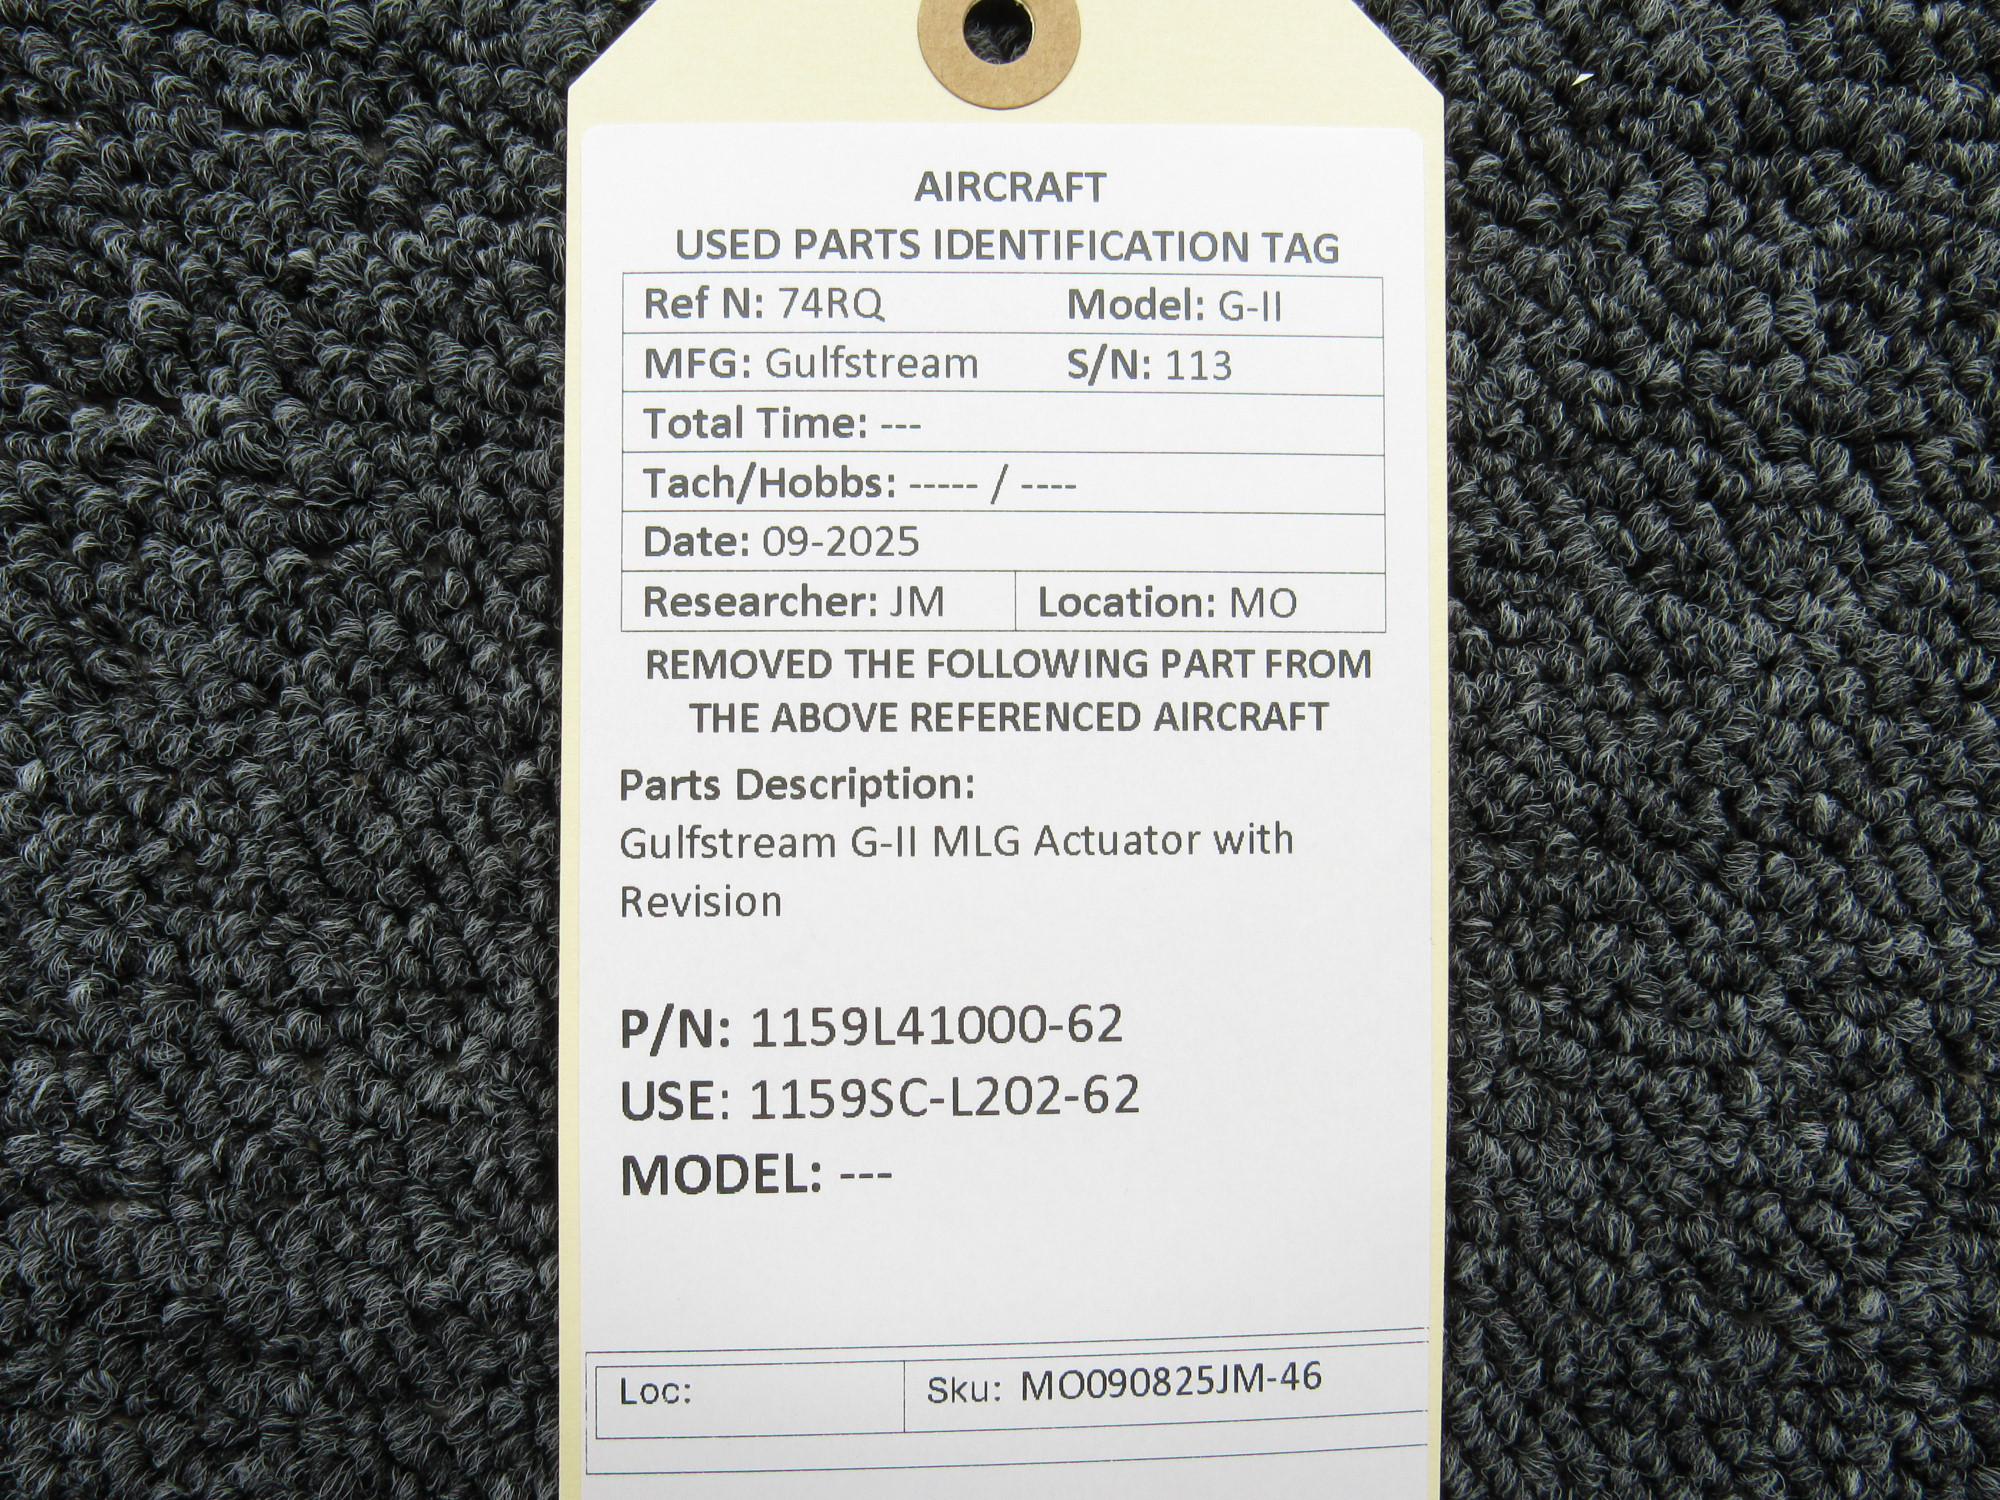 AIRCRAFT
USED PARTS IDENTIFICATION TAG
Ref N: 74RQ Model: G-II
MFG: Gulfstream S/N: 113
Total Time: ---
Tach/Hobbs: ----- / ----
Date: 09-2025
Researcher: JM Location: MO
REMOVED THE FOLLOWING PART FROM
THE ABOVE REFERENCED AIRCRAFT
Parts Description:
Gulfstream G-II MLG Actuator with
Revision
P/N: 1159L41000-62
USE: 1159SC-L202-62
MODEL: ---
Loc: Sku: MO090825JM-46